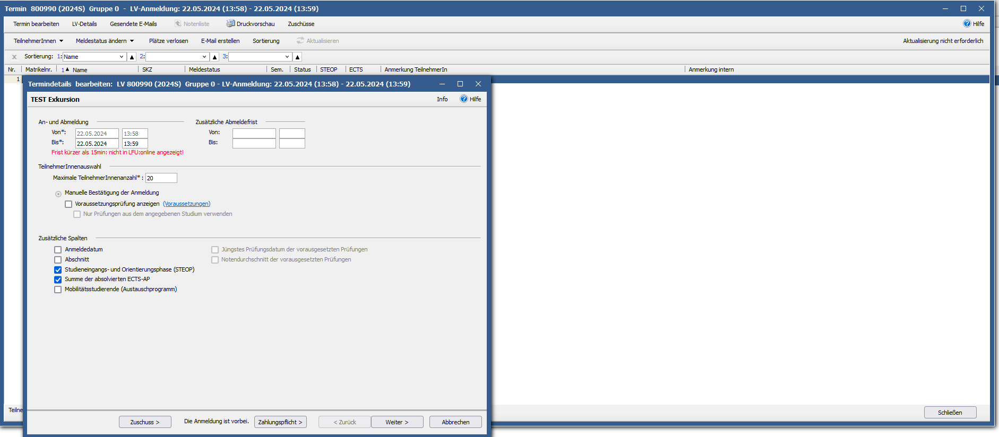 Termin 800990 (2024S) Gruppe 0 - LV-Anmeldung: 22.05.2024 (13:58) - 22.05.2024 (13:59)
Termin bearbeiten LV-Details Gesendete E-Mails Notenliste Druckvorschau Zuschüsse Hilfe
TeilnehmerInnen Meldestatus ändern Plätze verlosen E-Mail erstellen Sortierung Aktualisieren Aktualisierung nicht erforderlich
Sortierung: 1: Name 2: 3:
Nr. Matrikelnr. 1 Name SKZ Meldestatus Sem. Status STEOP ECTS Anmerkung TeilnehmerIn Anmerkung intern
1
Termindetails bearbeiten: LV 800990 (2024S) Gruppe 0 - LV-Anmeldung: 22.05.2024 (13:58) - 22.05.2024 (13:59)
TEST Exkursion Info Hilfe
An- und Abmeldung Zusätzliche Abmeldefrist
Von*: 22.05.2024 13:58 Von:
Bis*: 22.05.2024 13:59 Bis:
Frist kürzer als 15min: nicht in LFU:online angezeigt!
TeilnehmerInnenauswahl
Maximale TeilnehmerInnenanzahl* : 20
Manuelle Bestätigung der Anmeldung
Voraussetzungsprüfung anzeigen (Voraussetzungen)
Nur Prüfungen aus dem angegebenen Studium verwenden
Zusätzliche Spalten
Anmeldedatum Jüngstes Prüfungsdatum der vorausgesetzten Prüfungen
Abschnitt Notendurchschnitt der vorausgesetzten Prüfungen
Studieneingangs- und Orientierungsphase (STEOP)
Summe der absolvierten ECTS-AP
Mobilitätsstudierende (Austauschprogramm)
Teilne Schließen
Zuschuss > Die Anmeldung ist vorbei. Zahlungspflicht > < Zurück Weiter > Abbrechen